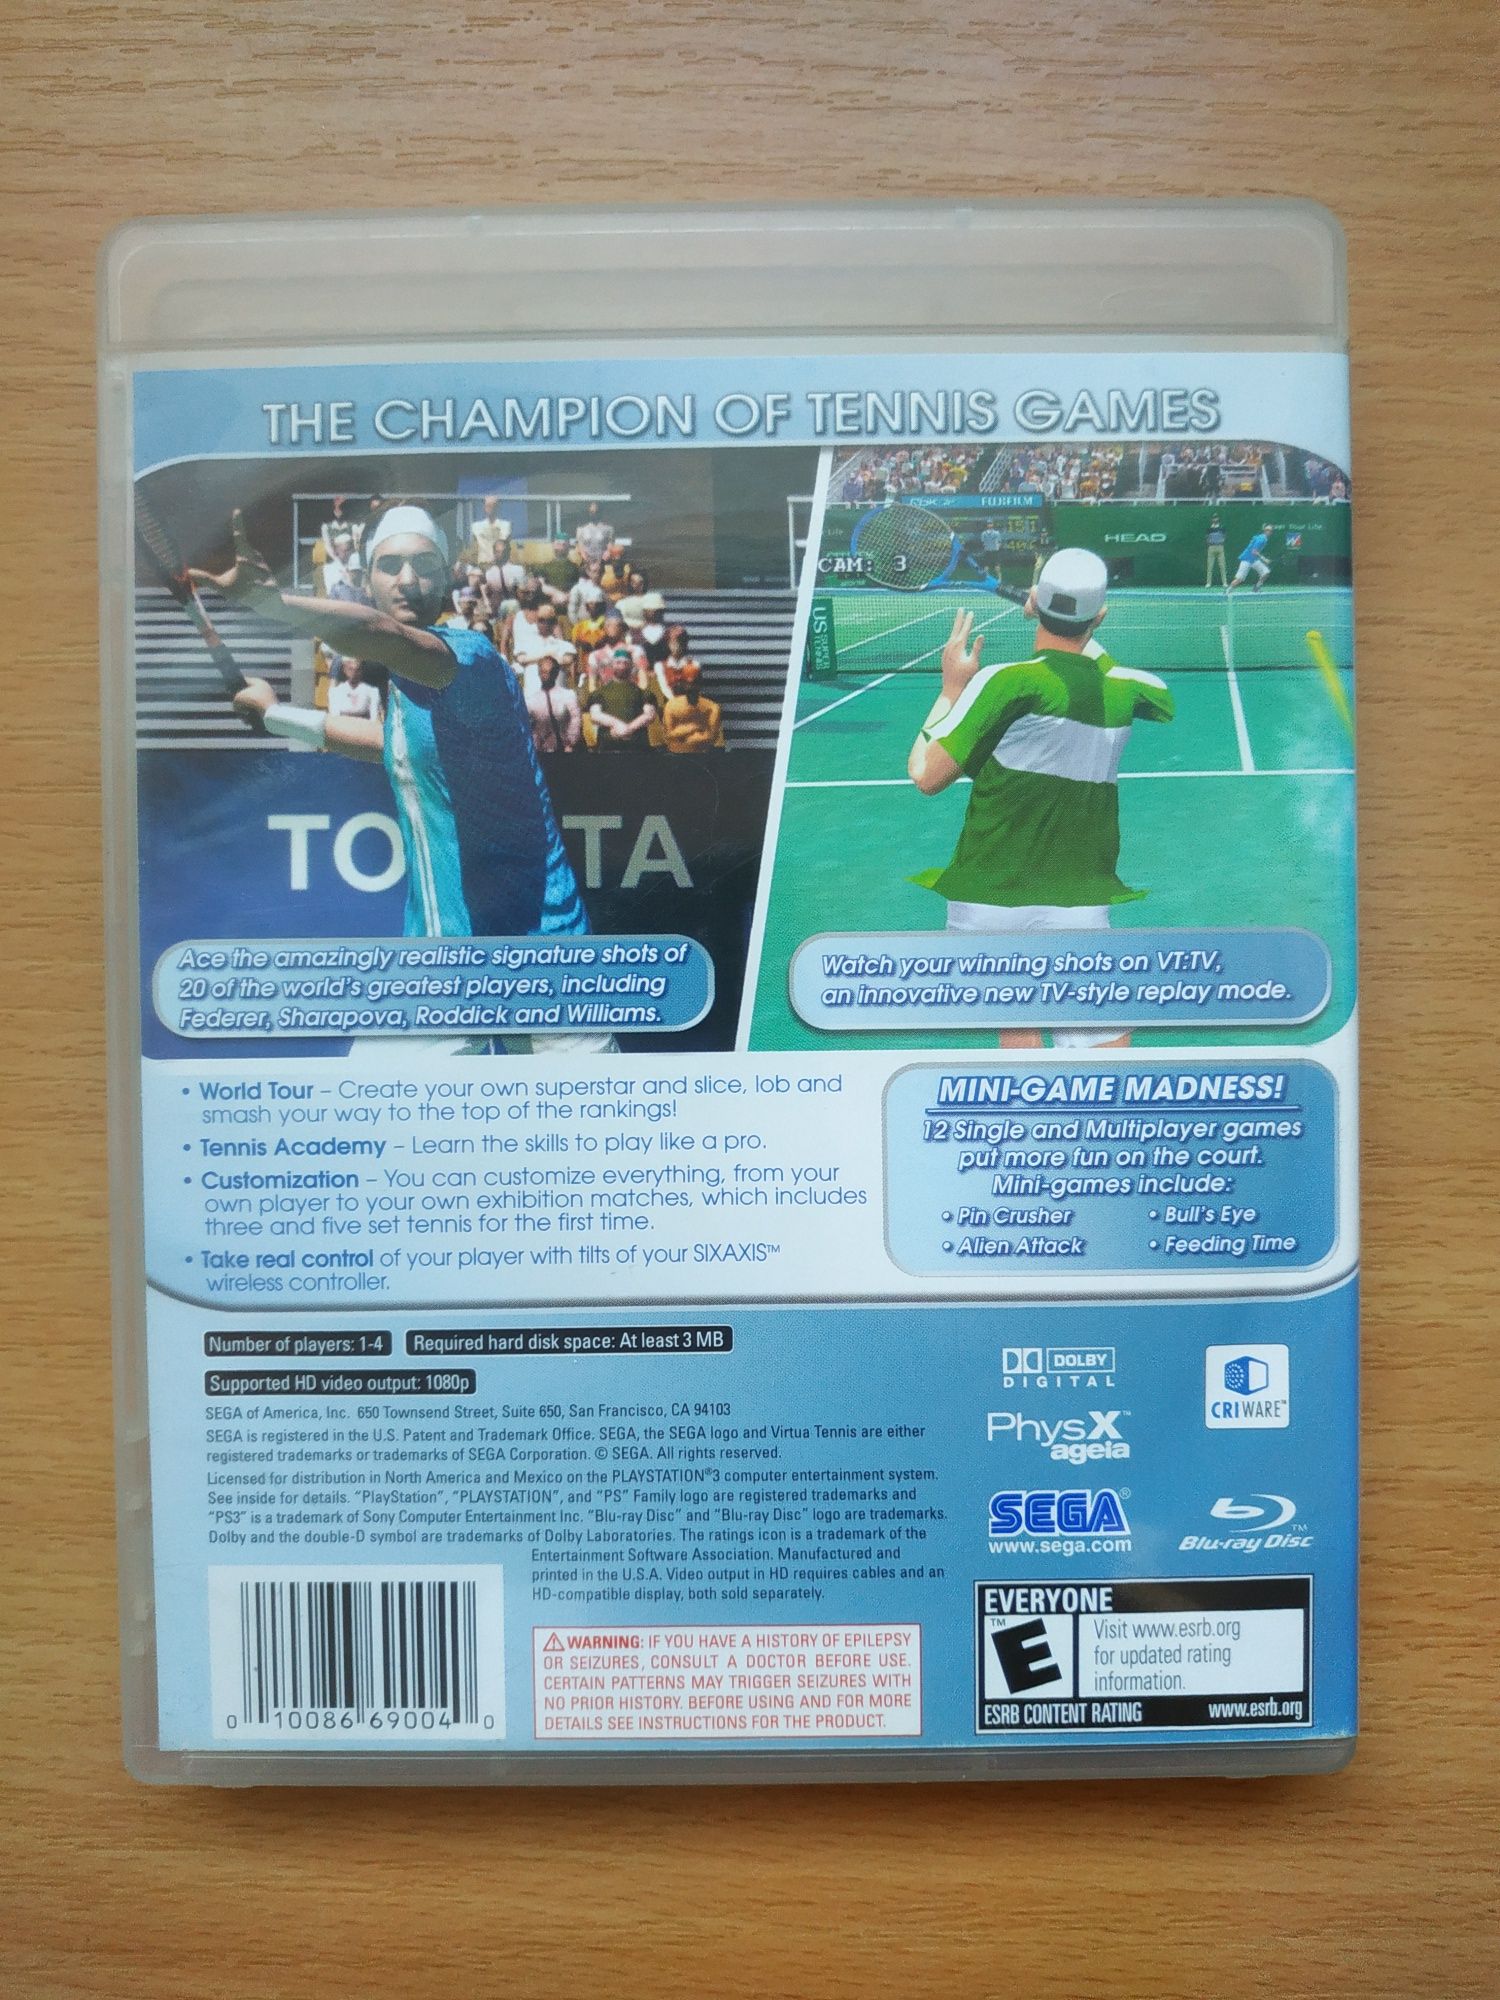 THE CHAMPION OF TENNIS GAMES
TO TA
FUJIFILM
HEAD
CAM: 3
US SUPER TENNIS
Ace the amazingly realistic signature shots of
20 of the world's greatest players, including
Federer, Sharapova, Roddick and Williams.
Watch your winning shots on VT:TV,
an innovative new TV-style replay mode.
• World Tour – Create your own superstar and slice, lob and
smash your way to the top of the rankings!
• Tennis Academy – Learn the skills to play like a pro.
• Customization – You can customize everything, from your
own player to your own exhibition matches, which includes
three and five set tennis for the first time.
• Take real control of your player with tilts of your SIXAXIS™
wireless controller.
MINI-GAME MADNESS!
12 Single and Multiplayer games
put more fun on the court.
Mini-games include:
• Pin Crusher • Bull's Eye
• Alien Attack • Feeding Time
Number of players: 1-4 Required hard disk space: At least 3 MB
Supported HD video output: 1080p
SEGA of America, Inc. 650 Townsend Street, Suite 650, San Francisco, CA 94103
SEGA is registered in the U.S. Patent and Trademark Office. SEGA, the SEGA logo and Virtua Tennis are either
registered trademarks or trademarks of SEGA Corporation. © SEGA. All rights reserved.
Licensed for distribution in North America and Mexico on the PLAYSTATION®3 computer entertainment system.
See inside for details. "PlayStation", "PLAYSTATION", and "PS" Family logo are registered trademarks and
"PS3" is a trademark of Sony Computer Entertainment Inc. "Blu-ray Disc" and "Blu-ray Disc" logo are trademarks.
Dolby and the double-D symbol are trademarks of Dolby Laboratories. The ratings icon is a trademark of the
Entertainment Software Association. Manufactured and
printed in the U.S.A. Video output in HD requires cables and an
HD-compatible display, both sold separately.
DOLBY
DIGITAL
CRIWARE™
PhysX™
ageia
SEGA®
www.sega.com
Blu-ray Disc™
WARNING: IF YOU HAVE A HISTORY OF EPILEPSY
OR SEIZURES, CONSULT A DOCTOR BEFORE USE.
CERTAIN PATTERNS MAY TRIGGER SEIZURES WITH
NO PRIOR HISTORY. BEFORE USING AND FOR MORE
DETAILS SEE INSTRUCTIONS FOR THE PRODUCT.
0 10086 69004 0
EVERYONE
™
E
Visit www.esrb.org
for updated rating
information.
ESRB CONTENT RATING www.esrb.org